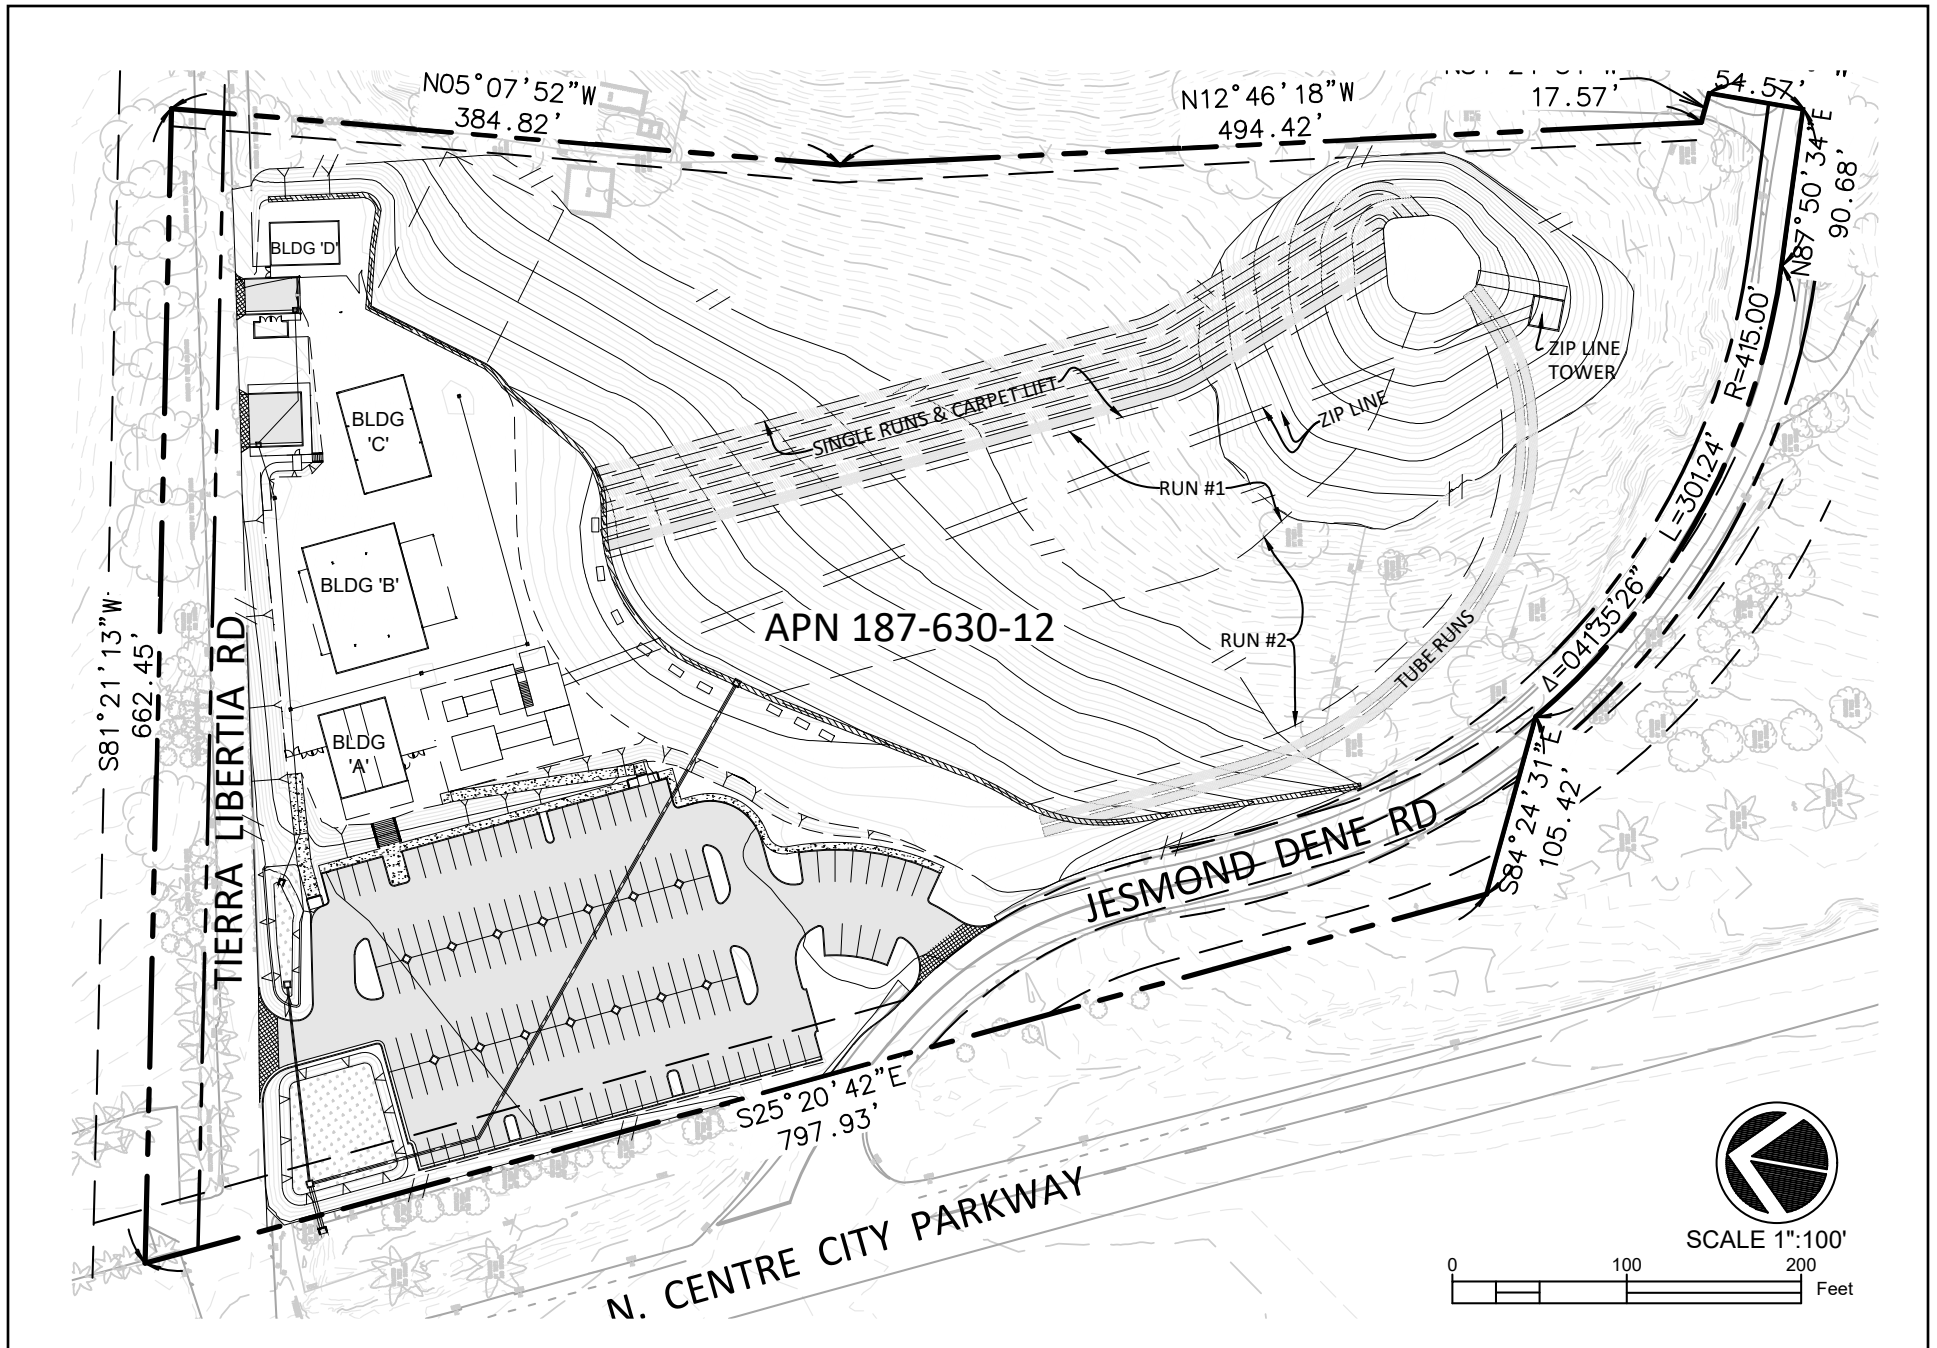 N05°07'52"W
384.82'
N12°46'18"W
494.42'
17.57'
54.57'
W
N87°50'34"E
90.68'
BLDG 'D'
R=415.00'
ZIP LINE
TOWER
SINGLE RUNS & CARPET LIFT
ZIP LINE
BLDG
'C'
L=301.24'
RUN #1
BLDG 'B'
Δ=041°35'26"
S81°21'13"W
662.45'
TIERRA LIBERTIA RD
APN 187-630-12
RUN #2
TUBE RUNS
BLDG
'A'
S84°24'31"E
105.42'
JESMOND DENE RD
S25°20'42"E
797.93'
N. CENTRE CITY PARKWAY
SCALE 1":100'
0 100 200
Feet